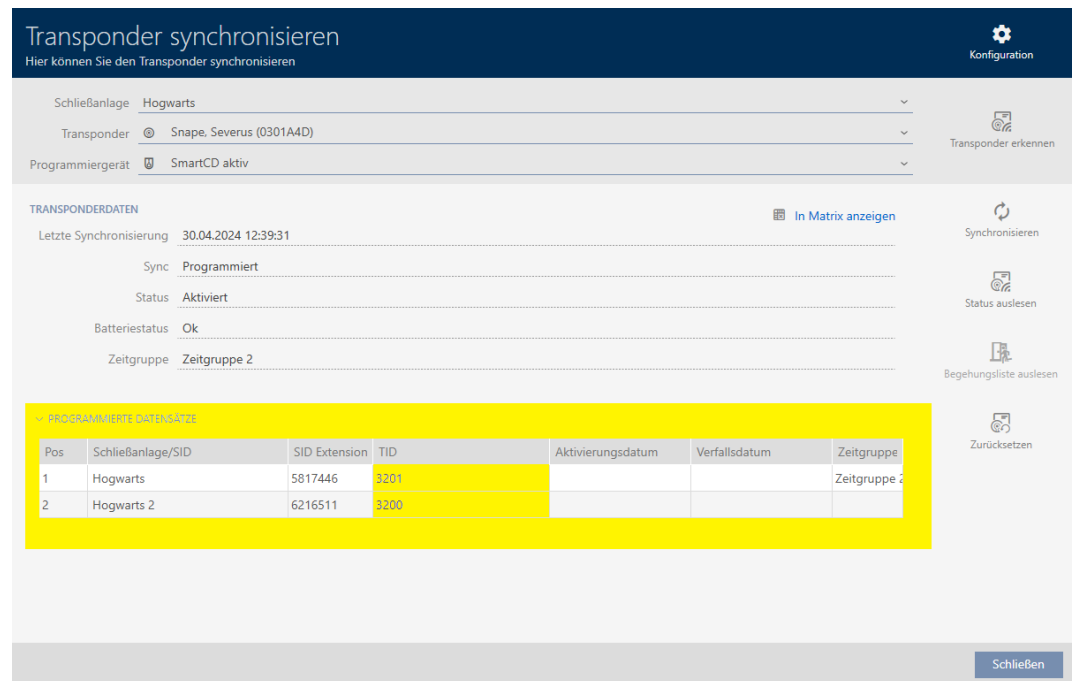 Transponder synchronisieren
Hier können Sie den Transponder synchronisieren
Konfiguration
Schließanlage Hogwarts
Transponder Snape, Severus (0301A4D)
Programmiergerät SmartCD aktiv
Transponder erkennen
TRANSPONDERDATEN
In Matrix anzeigen
Letzte Synchronisierung 30.04.2024 12:39:31
Sync Programmiert
Status Aktiviert
Batteriestatus Ok
Zeitgruppe Zeitgruppe 2
Synchronisieren
Status auslesen
Begehungsliste auslesen
Zurücksetzen
PROGRAMMIERTE DATENSÄTZE
Pos Schließanlage/SID SID Extension TID Aktivierungsdatum Verfallsdatum Zeitgruppe
1 Hogwarts 5817446 3201 Zeitgruppe 2
2 Hogwarts 2 6216511 3200
Schließen